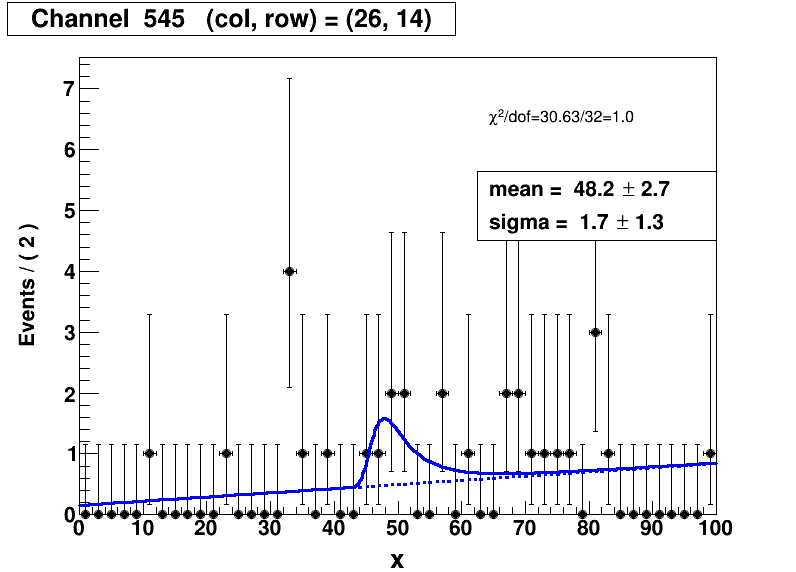 Channel 545 (col, row) = (26, 14)
χ²/dof=30.63/32=1.0
mean = 48.2 ± 2.7
sigma = 1.7 ± 1.3
Events / ( 2 )
7
6
5
4
3
2
1
0
0 10 20 30 40 50 60 70 80 90 100
x